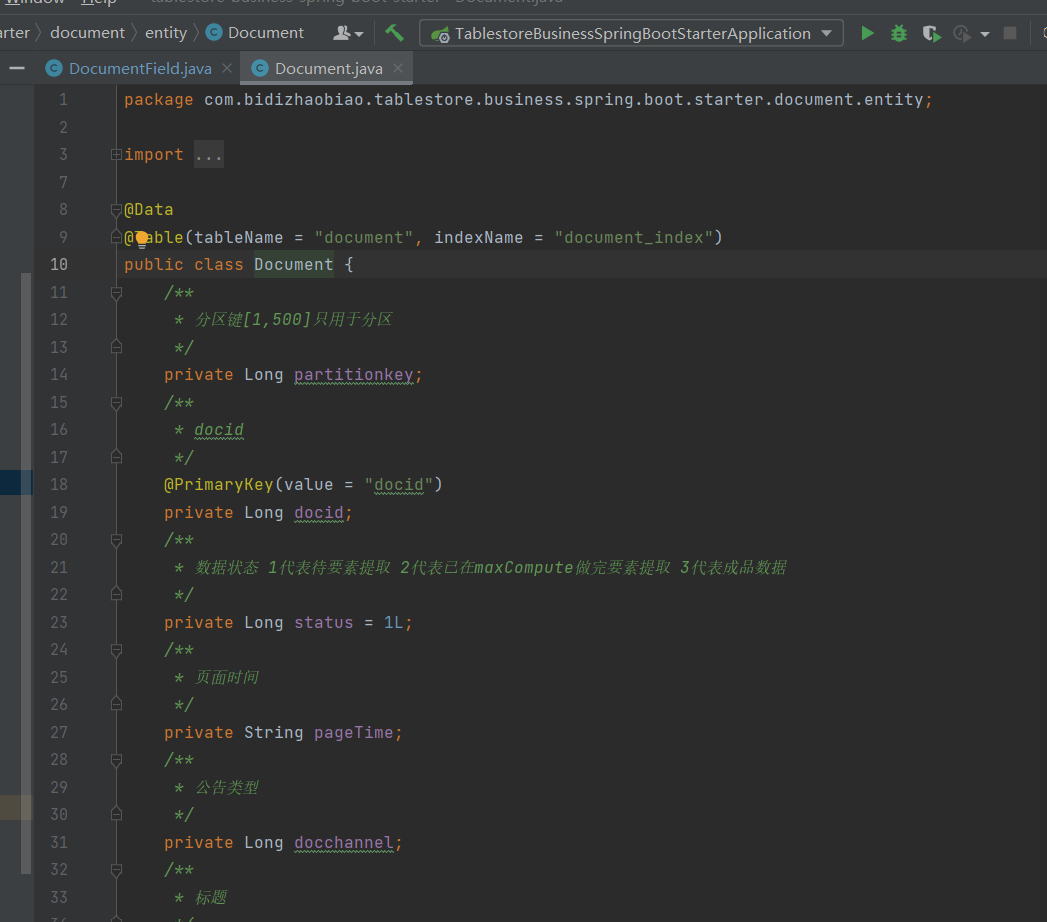 Window Help tablestore-business-spring-boot-starter - Document.java
arter document entity Document TablestoreBusinessSpringBootStarterApplication
DocumentField.java Document.java
1 package com.bidizhaobiao.tablestore.business.spring.boot.starter.document.entity;
2
3 import ...
7
8 @Data
9 @Table(tableName = "document", indexName = "document_index")
10 public class Document {
11 /**
12 * 分区键[1,500]只用于分区
13 */
14 private Long partitionkey;
15 /**
16 * docid
17 */
18 @PrimaryKey(value = "docid")
19 private Long docid;
20 /**
21 * 数据状态 1代表待要素提取 2代表已在maxCompute做完要素提取 3代表成品数据
22 */
23 private Long status = 1L;
24 /**
25 * 页面时间
26 */
27 private String pageTime;
28 /**
29 * 公告类型
30 */
31 private Long docchannel;
32 /**
33 * 标题